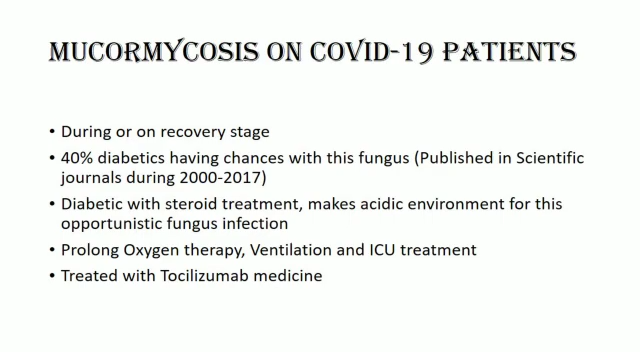 MUCORMYCOSIS ON COVID-19 PATIENTS
• During or on recovery stage
• 40% diabetics having chances with this fungus (Published in Scientific
journals during 2000-2017)
• Diabetic with steroid treatment, makes acidic environment for this
opportunistic fungus infection
• Prolong Oxygen therapy, Ventilation and ICU treatment
• Treated with Tocilizumab medicine